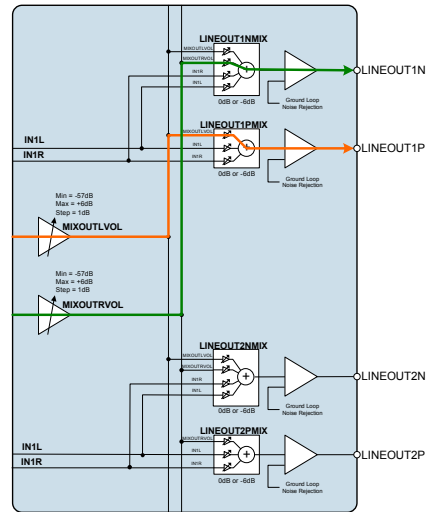 LINEOUT1NMIX
MIXOUTLVOL
MIXOUTRVOL
IN1R
IN1L
0dB or -6dB
Ground Loop
Noise Rejection
LINEOUT1N
LINEOUT1PMIX
MIXOUTLVOL
IN1L
IN1R
0dB or -6dB
Ground Loop
Noise Rejection
LINEOUT1P
IN1L
IN1R
Min = -57dB
Max = +6dB
Step = 1dB
MIXOUTLVOL
Min = -57dB
Max = +6dB
Step = 1dB
MIXOUTRVOL
LINEOUT2NMIX
MIXOUTLVOL
MIXOUTRVOL
IN1R
IN1L
0dB or -6dB
Ground Loop
Noise Rejection
LINEOUT2N
LINEOUT2PMIX
MIXOUTRVOL
IN1L
IN1R
0dB or -6dB
Ground Loop
Noise Rejection
LINEOUT2P
IN1L
IN1R